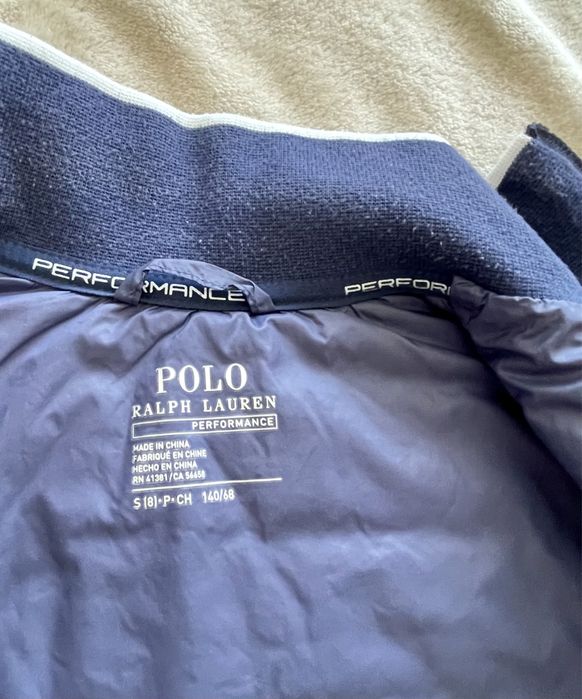 PERFORMANCE PERFOR
POLO
RALPH LAUREN
PERFORMANCE
MADE IN CHINA
FABRIQUÉ EN CHINE
HECHO EN CHINA
RN 41381/CA 56658
S (8)•P•CH 140/68